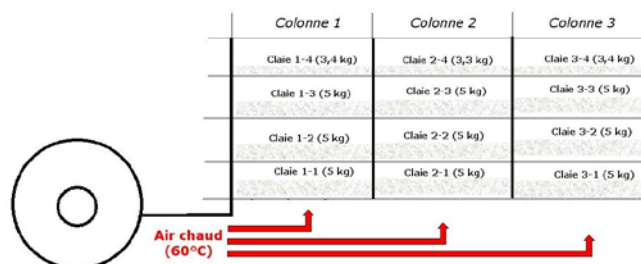 Colonne 1 Colonne 2 Colonne 3
Claie 1-4 (3,4 kg) Claie 2-4 (3,3 kg) Claie 3-4 (3,4 kg)
Claie 1-3 (5 kg) Claie 2-3 (5 kg) Claie 3-3 (5 kg)
Claie 1-2 (5 kg) Claie 2-2 (5 kg) Claie 3-2 (5 kg)
Claie 1-1 (5 kg) Claie 2-1 (5 kg) Claie 3-1 (5 kg)
Air chaud
(60°C)